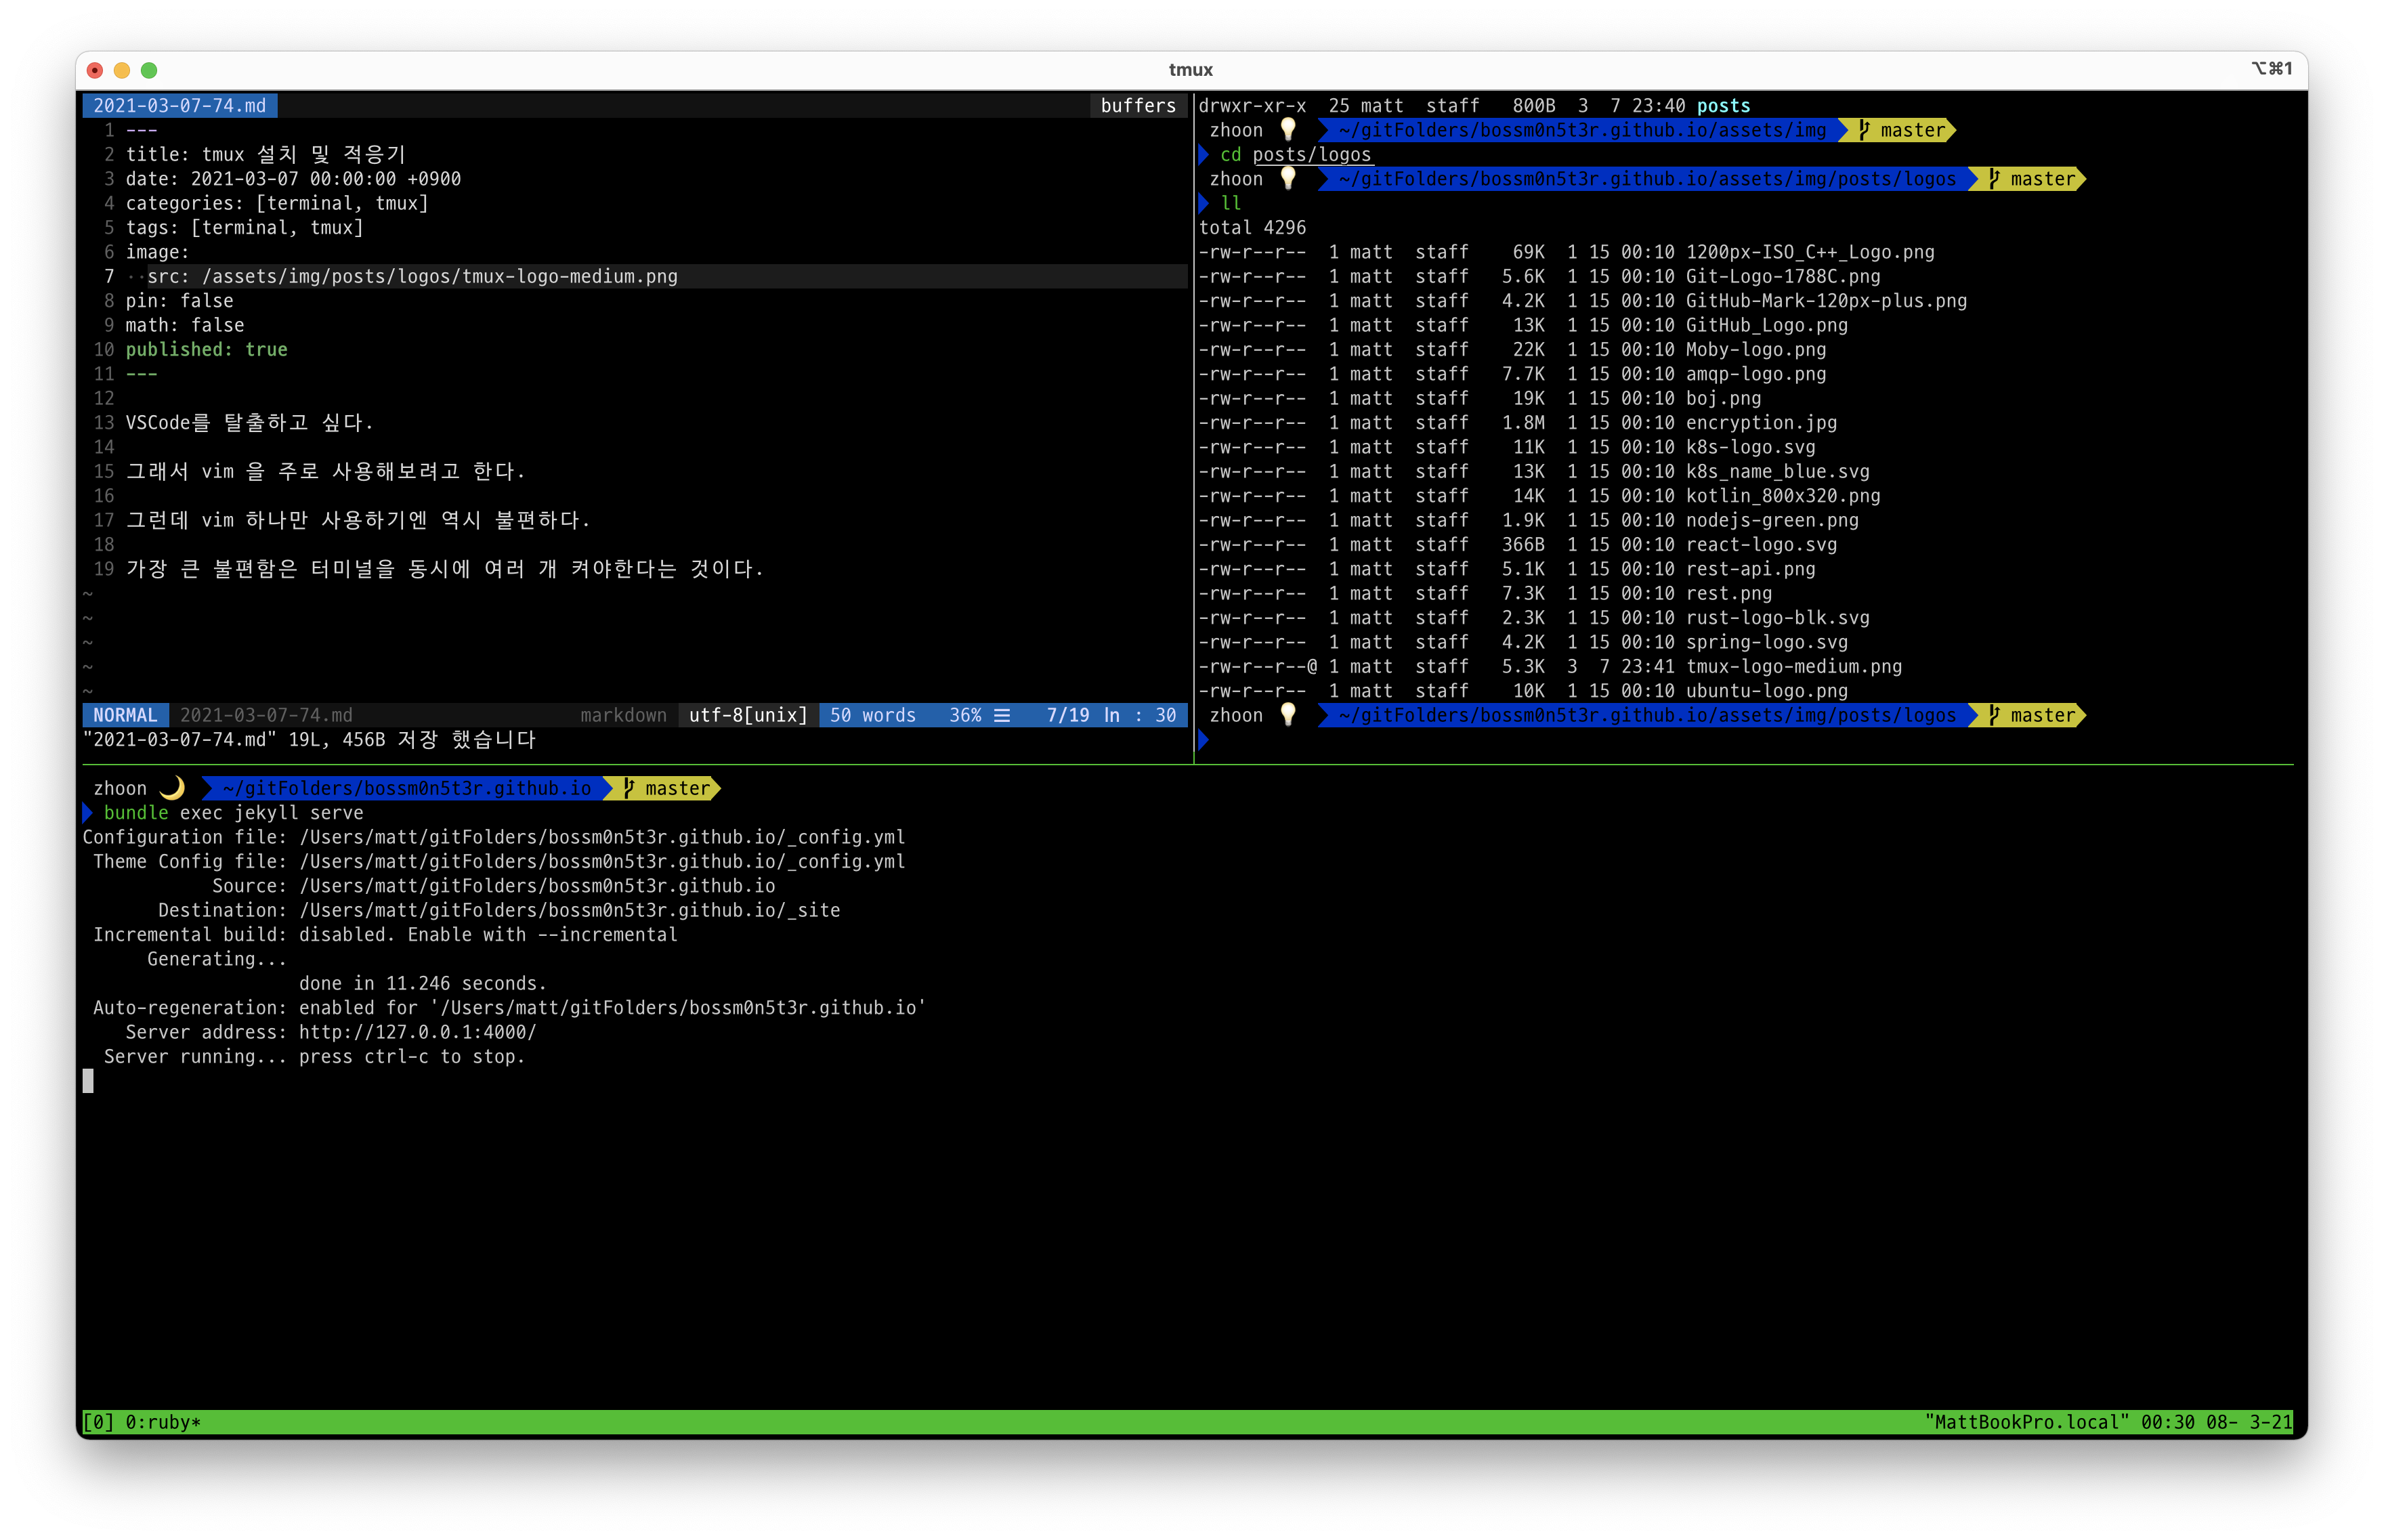 tmux
⌥⌘1
2021-03-07-74.md buffers
1 ---
2 title: tmux 설치 및 적응기
3 date: 2021-03-07 00:00:00 +0900
4 categories: [terminal, tmux]
5 tags: [terminal, tmux]
6 image:
7 ··src: /assets/img/posts/logos/tmux-logo-medium.png
8 pin: false
9 math: false
10 published: true
11 ---
12
13 VSCode를 탈출하고 싶다.
14
15 그래서 vim 을 주로 사용해보려고 한다.
16
17 그런데 vim 하나만 사용하기엔 역시 불편하다.
18
19 가장 큰 불편함은 터미널을 동시에 여러 개 켜야한다는 것이다.
~
~
~
~
~
NORMAL 2021-03-07-74.md markdown utf-8[unix] 50 words 36% ☰ 7/19 ln : 30
"2021-03-07-74.md" 19L, 456B 저장 했습니다
drwxr-xr-x 25 matt staff 800B 3 7 23:40 posts
zhoon 💡 ~/gitFolders/bossm0n5t3r.github.io/assets/img master
cd posts/logos
zhoon 💡 ~/gitFolders/bossm0n5t3r.github.io/assets/img/posts/logos master
ll
total 4296
-rw-r--r-- 1 matt staff 69K 1 15 00:10 1200px-ISO_C++_Logo.png
-rw-r--r-- 1 matt staff 5.6K 1 15 00:10 Git-Logo-1788C.png
-rw-r--r-- 1 matt staff 4.2K 1 15 00:10 GitHub-Mark-120px-plus.png
-rw-r--r-- 1 matt staff 13K 1 15 00:10 GitHub_Logo.png
-rw-r--r-- 1 matt staff 22K 1 15 00:10 Moby-logo.png
-rw-r--r-- 1 matt staff 7.7K 1 15 00:10 amqp-logo.png
-rw-r--r-- 1 matt staff 19K 1 15 00:10 boj.png
-rw-r--r-- 1 matt staff 1.8M 1 15 00:10 encryption.jpg
-rw-r--r-- 1 matt staff 11K 1 15 00:10 k8s-logo.svg
-rw-r--r-- 1 matt staff 13K 1 15 00:10 k8s_name_blue.svg
-rw-r--r-- 1 matt staff 14K 1 15 00:10 kotlin_800x320.png
-rw-r--r-- 1 matt staff 1.9K 1 15 00:10 nodejs-green.png
-rw-r--r-- 1 matt staff 366B 1 15 00:10 react-logo.svg
-rw-r--r-- 1 matt staff 5.1K 1 15 00:10 rest-api.png
-rw-r--r-- 1 matt staff 7.3K 1 15 00:10 rest.png
-rw-r--r-- 1 matt staff 2.3K 1 15 00:10 rust-logo-blk.svg
-rw-r--r-- 1 matt staff 4.2K 1 15 00:10 spring-logo.svg
-rw-r--r--@ 1 matt staff 5.3K 3 7 23:41 tmux-logo-medium.png
-rw-r--r-- 1 matt staff 10K 1 15 00:10 ubuntu-logo.png
zhoon 💡 ~/gitFolders/bossm0n5t3r.github.io/assets/img/posts/logos master
zhoon 🌙 ~/gitFolders/bossm0n5t3r.github.io master
bundle exec jekyll serve
Configuration file: /Users/matt/gitFolders/bossm0n5t3r.github.io/_config.yml
Theme Config file: /Users/matt/gitFolders/bossm0n5t3r.github.io/_config.yml
Source: /Users/matt/gitFolders/bossm0n5t3r.github.io
Destination: /Users/matt/gitFolders/bossm0n5t3r.github.io/_site
Incremental build: disabled. Enable with --incremental
Generating...
done in 11.246 seconds.
Auto-regeneration: enabled for '/Users/matt/gitFolders/bossm0n5t3r.github.io'
Server address: http://127.0.0.1:4000/
Server running... press ctrl-c to stop.
[0] 0:ruby* "MattBookPro.local" 00:30 08- 3-21